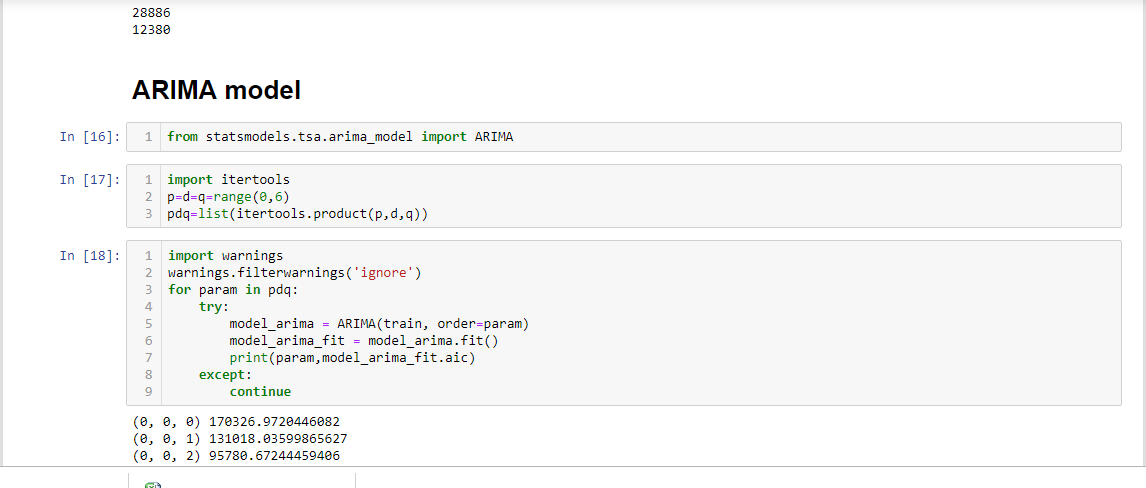 28886
12380
ARIMA model
In [16]: 1 from statsmodels.tsa.arima_model import ARIMA
In [17]: 1 import itertools
2 p=d=q=range(0,6)
3 pdq=list(itertools.product(p,d,q))
In [18]: 1 import warnings
2 warnings.filterwarnings('ignore')
3 for param in pdq:
4     try:
5         model_arima = ARIMA(train, order=param)
6         model_arima_fit = model_arima.fit()
7         print(param,model_arima_fit.aic)
8     except:
9         continue
(0, 0, 0) 170326.9720446082
(0, 0, 1) 131018.03599865627
(0, 0, 2) 95780.67244459406